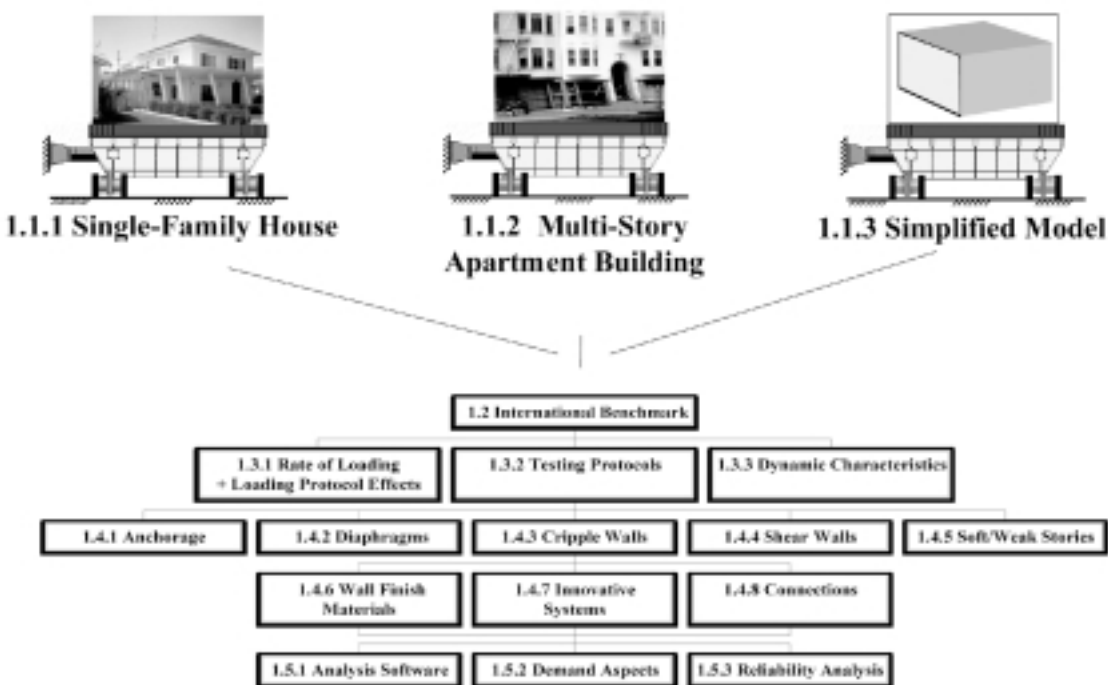 1.1.1 Single-Family House
1.1.2 Multi-Story
Apartment Building
1.1.3 Simplified Model
1.2 International Benchmark
1.3.1 Rate of Loading
+ Loading Protocol Effects
1.3.2 Testing Protocols
1.3.3 Dynamic Characteristics
1.4.1 Anchorage
1.4.2 Diaphragms
1.4.3 Cripple Walls
1.4.4 Shear Walls
1.4.5 Soft/Weak Stories
1.4.6 Wall Finish
Materials
1.4.7 Innovative
Systems
1.4.8 Connections
1.5.1 Analysis Software
1.5.2 Demand Aspects
1.5.3 Reliability Analysis